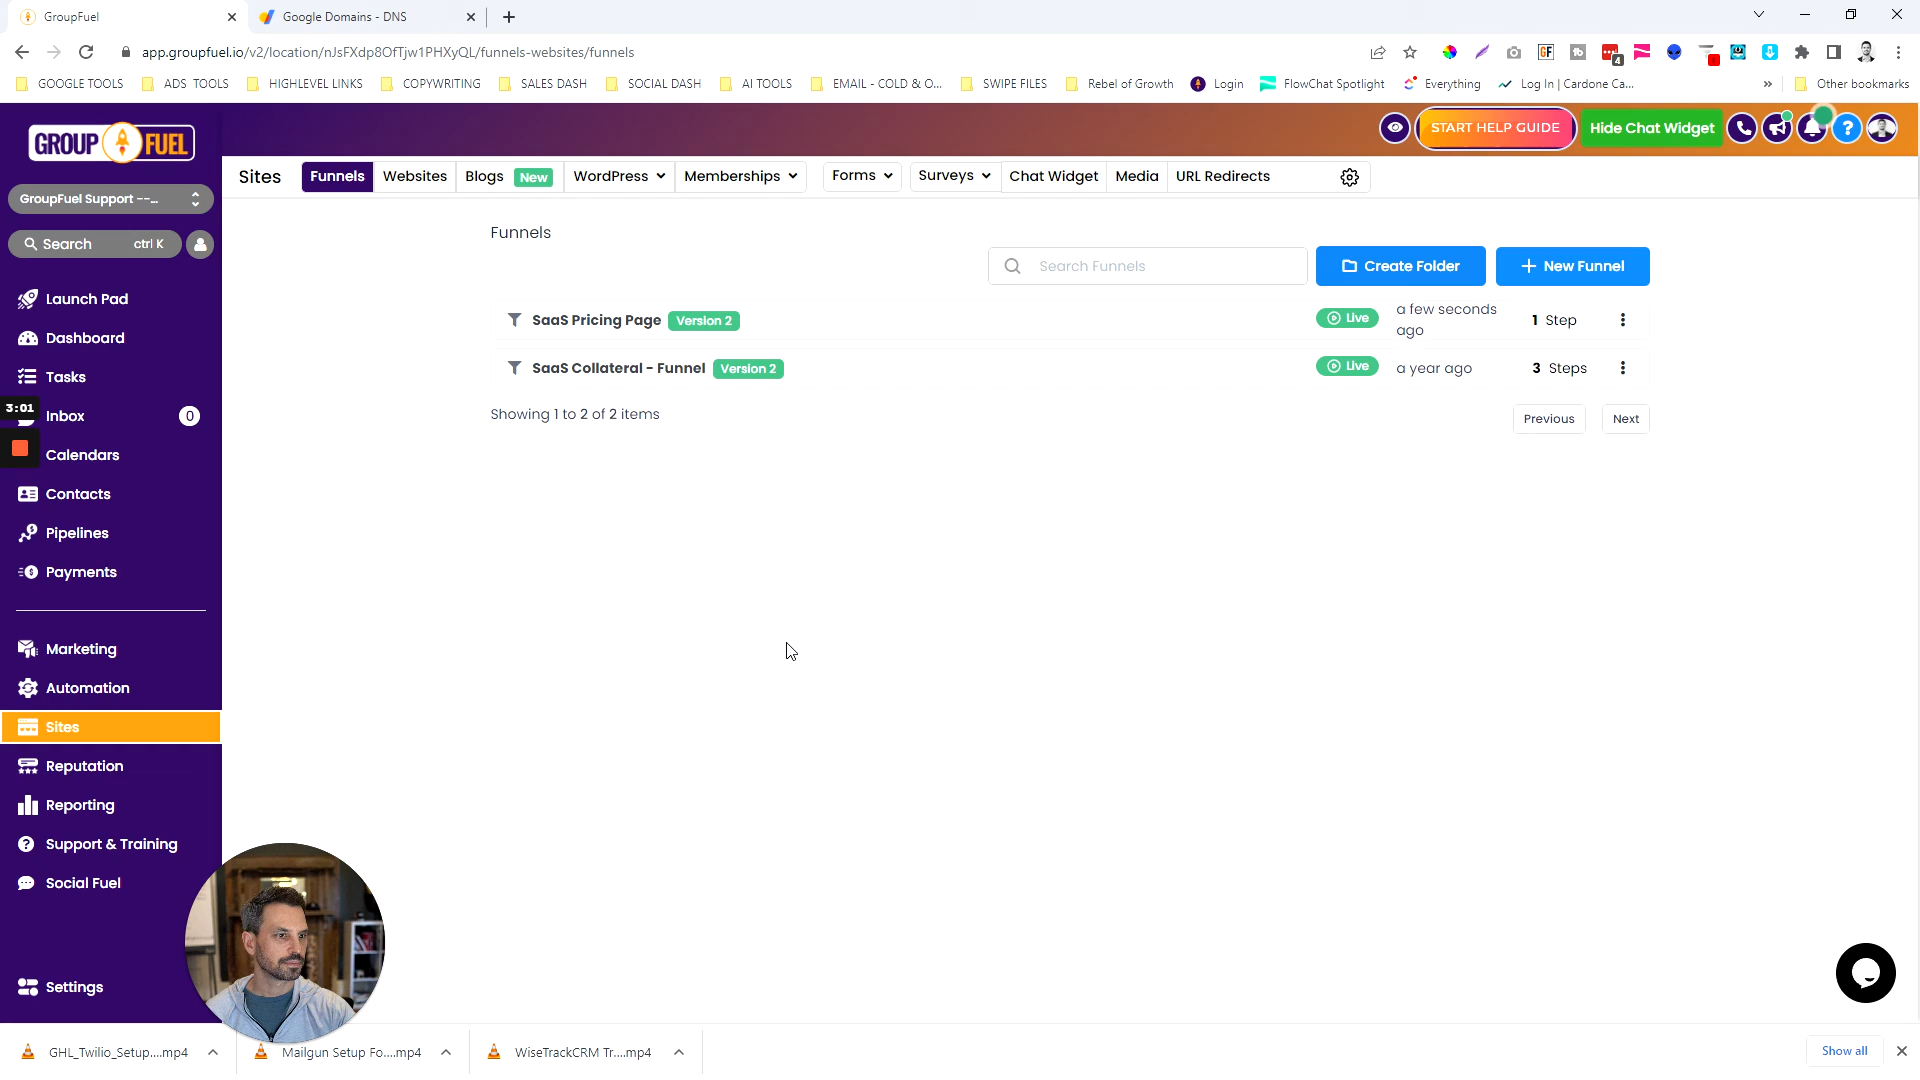 GroupFuel
Google Domains - DNS
app.groupfuel.io/v2/location/nJsFXdp8OfTjw1PHXyQL/funnels-websites/funnels
4
GOOGLE TOOLS
ADS TOOLS
HIGHLEVEL LINKS
COPYWRITING
SALES DASH
SOCIAL DASH
AI TOOLS
EMAIL - COLD & O...
SWIPE FILES
Rebel of Growth
Login
FlowChat Spotlight
Everything
Log In | Cardone Ca...
»
Other bookmarks
GROUP FUEL
START HELP GUIDE
Hide Chat Widget
GroupFuel Support --...
Search ctrl K
Launch Pad
Dashboard
Tasks
Inbox 0
Calendars
Contacts
Pipelines
Payments
Marketing
Automation
Sites
Reputation
Reporting
Support & Training
Social Fuel
Settings
3:01
Sites
Funnels
Websites
Blogs New
WordPress
Memberships
Forms
Surveys
Chat Widget
Media
URL Redirects
Funnels
Search Funnels
Create Folder
+ New Funnel
SaaS Pricing Page Version 2 Live a few seconds ago 1 Step
SaaS Collateral - Funnel Version 2 Live a year ago 3 Steps
Showing 1 to 2 of 2 items
Previous
Next
GHL_Twilio_Setup....mp4
Mailgun Setup Fo....mp4
WiseTrackCRM Tr....mp4
Show all